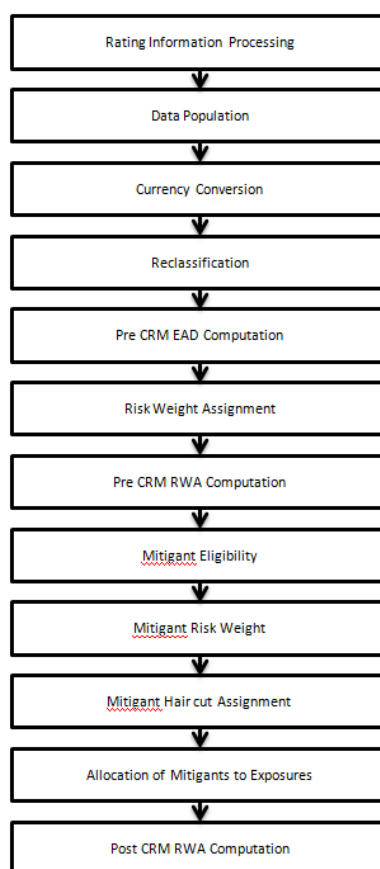 Rating Information Processing
Data Population
Currency Conversion
Reclassification
Pre CRM EAD Computation
Risk Weight Assignment
Pre CRM RWA Computation
Mitigant Eligibility
Mitigant Risk Weight
Mitigant Hair cut Assignment
Allocation of Mitigants to Exposures
Post CRM RWA Computation